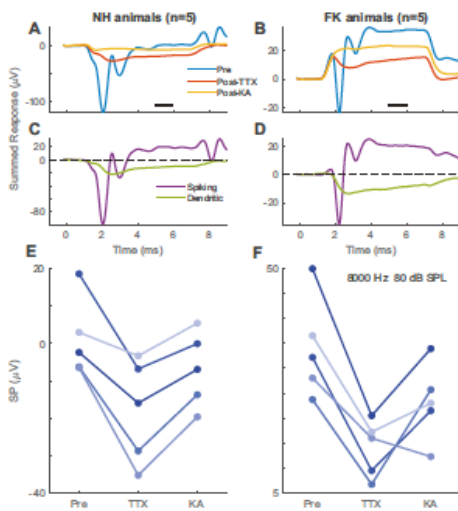 NH animals (n=5)
FK animals (n=5)
A
B
0
-100
20
0
-20
Pre
Post-TTX
Post-KA
Summed Response (μV)
C
D
20
0
-80
20
0
-20
Spiking
Dendritic
0 2 4 6 8
0 2 4 6 8
Time (ms)
Time (ms)
E
F
20
0
-40
SP (μV)
50
5
8000 Hz 80 dB SPL
Pre TTX KA
Pre TTX KA